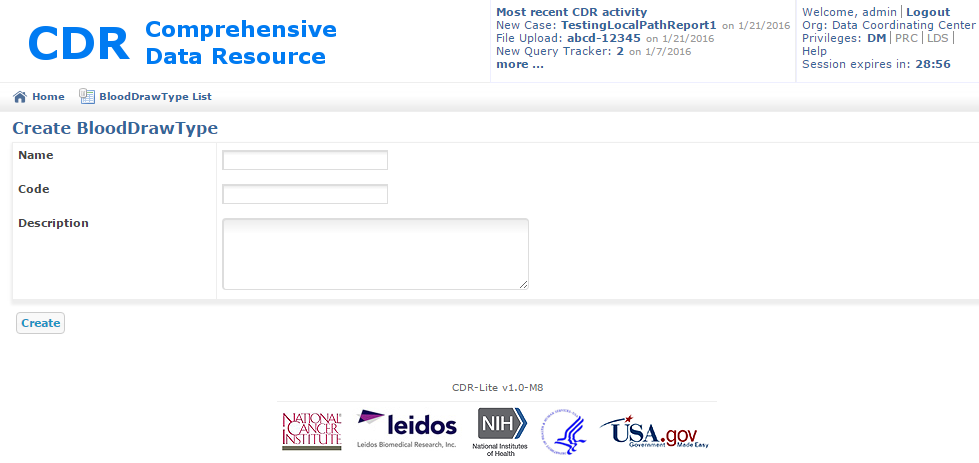 CDR
Comprehensive
Data Resource
Most recent CDR activity
New Case: TestingLocalPathReport1 on 1/21/2016
File Upload: abcd-12345 on 1/21/2016
New Query Tracker: 2 on 1/7/2016
more ...
Welcome, admin | Logout
Org: Data Coordinating Center
Privileges: DM | PRC | LDS |
Help
Session expires in: 28:56
Home
BloodDrawType List
Create BloodDrawType
Name
Code
Description
Create
CDR-Lite v1.0-M8
NATIONAL
CANCER
INSTITUTE
leidos
Leidos Biomedical Research, Inc.
NIH
National Institutes
of Health
USA.gov
Government Made Easy